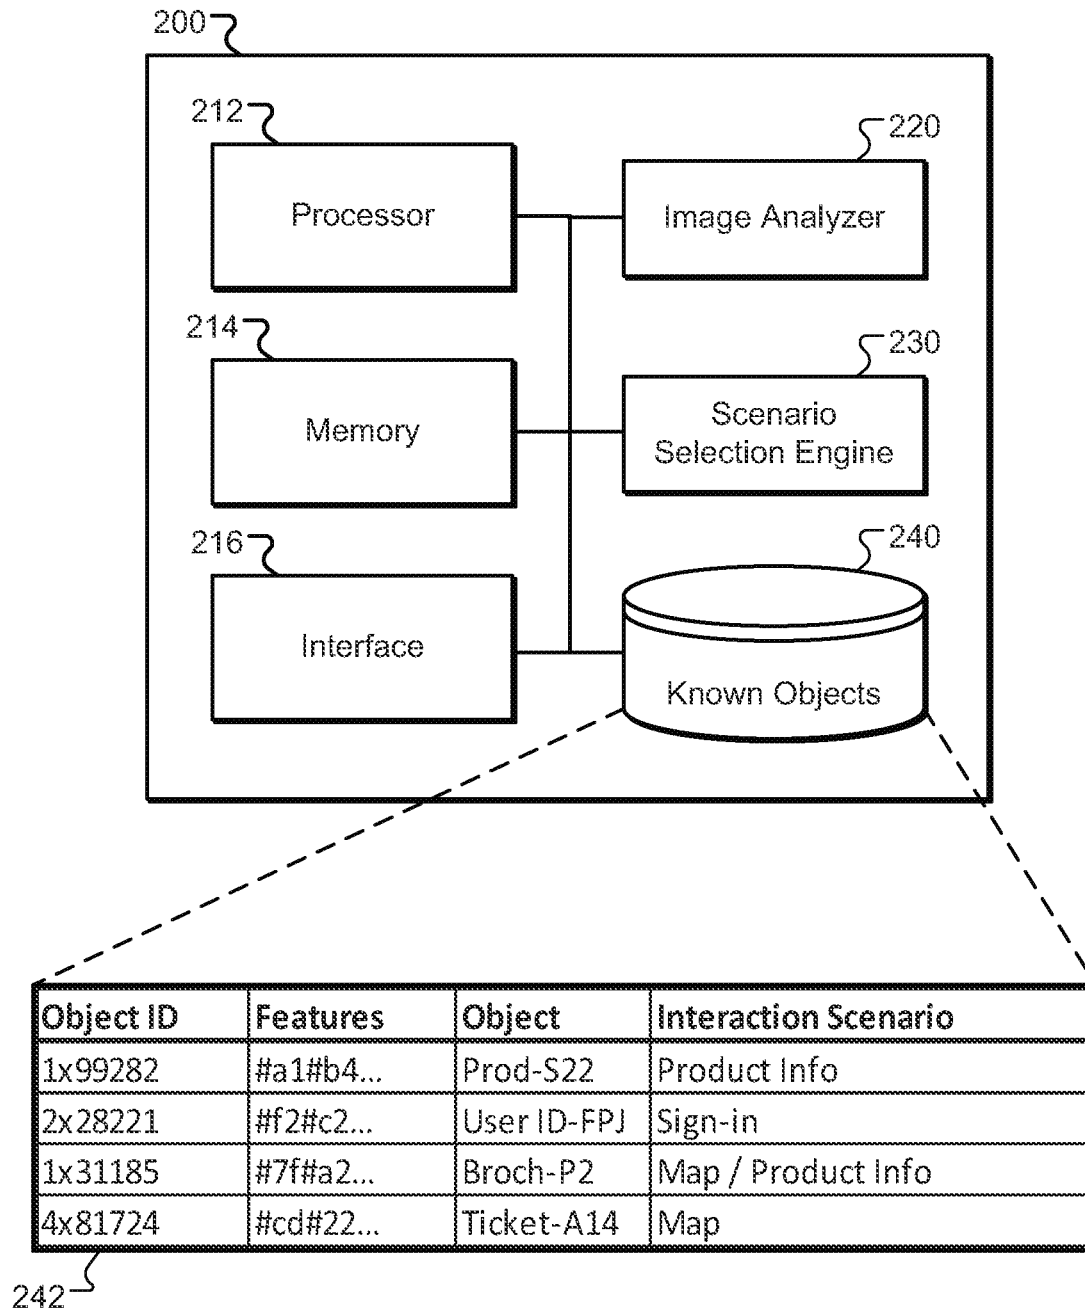 200
212
220
Processor
Image Analyzer
214
230
Memory
Scenario
Selection Engine
216
240
Interface
Known Objects
Object ID Features Object Interaction Scenario
1x99282 #a1#b4... Prod-S22 Product Info
2x28221 #f2#c2... User ID-FPJ Sign-in
1x31185 #7f#a2... Broch-P2 Map / Product Info
4x81724 #cd#22... Ticket-A14 Map
242